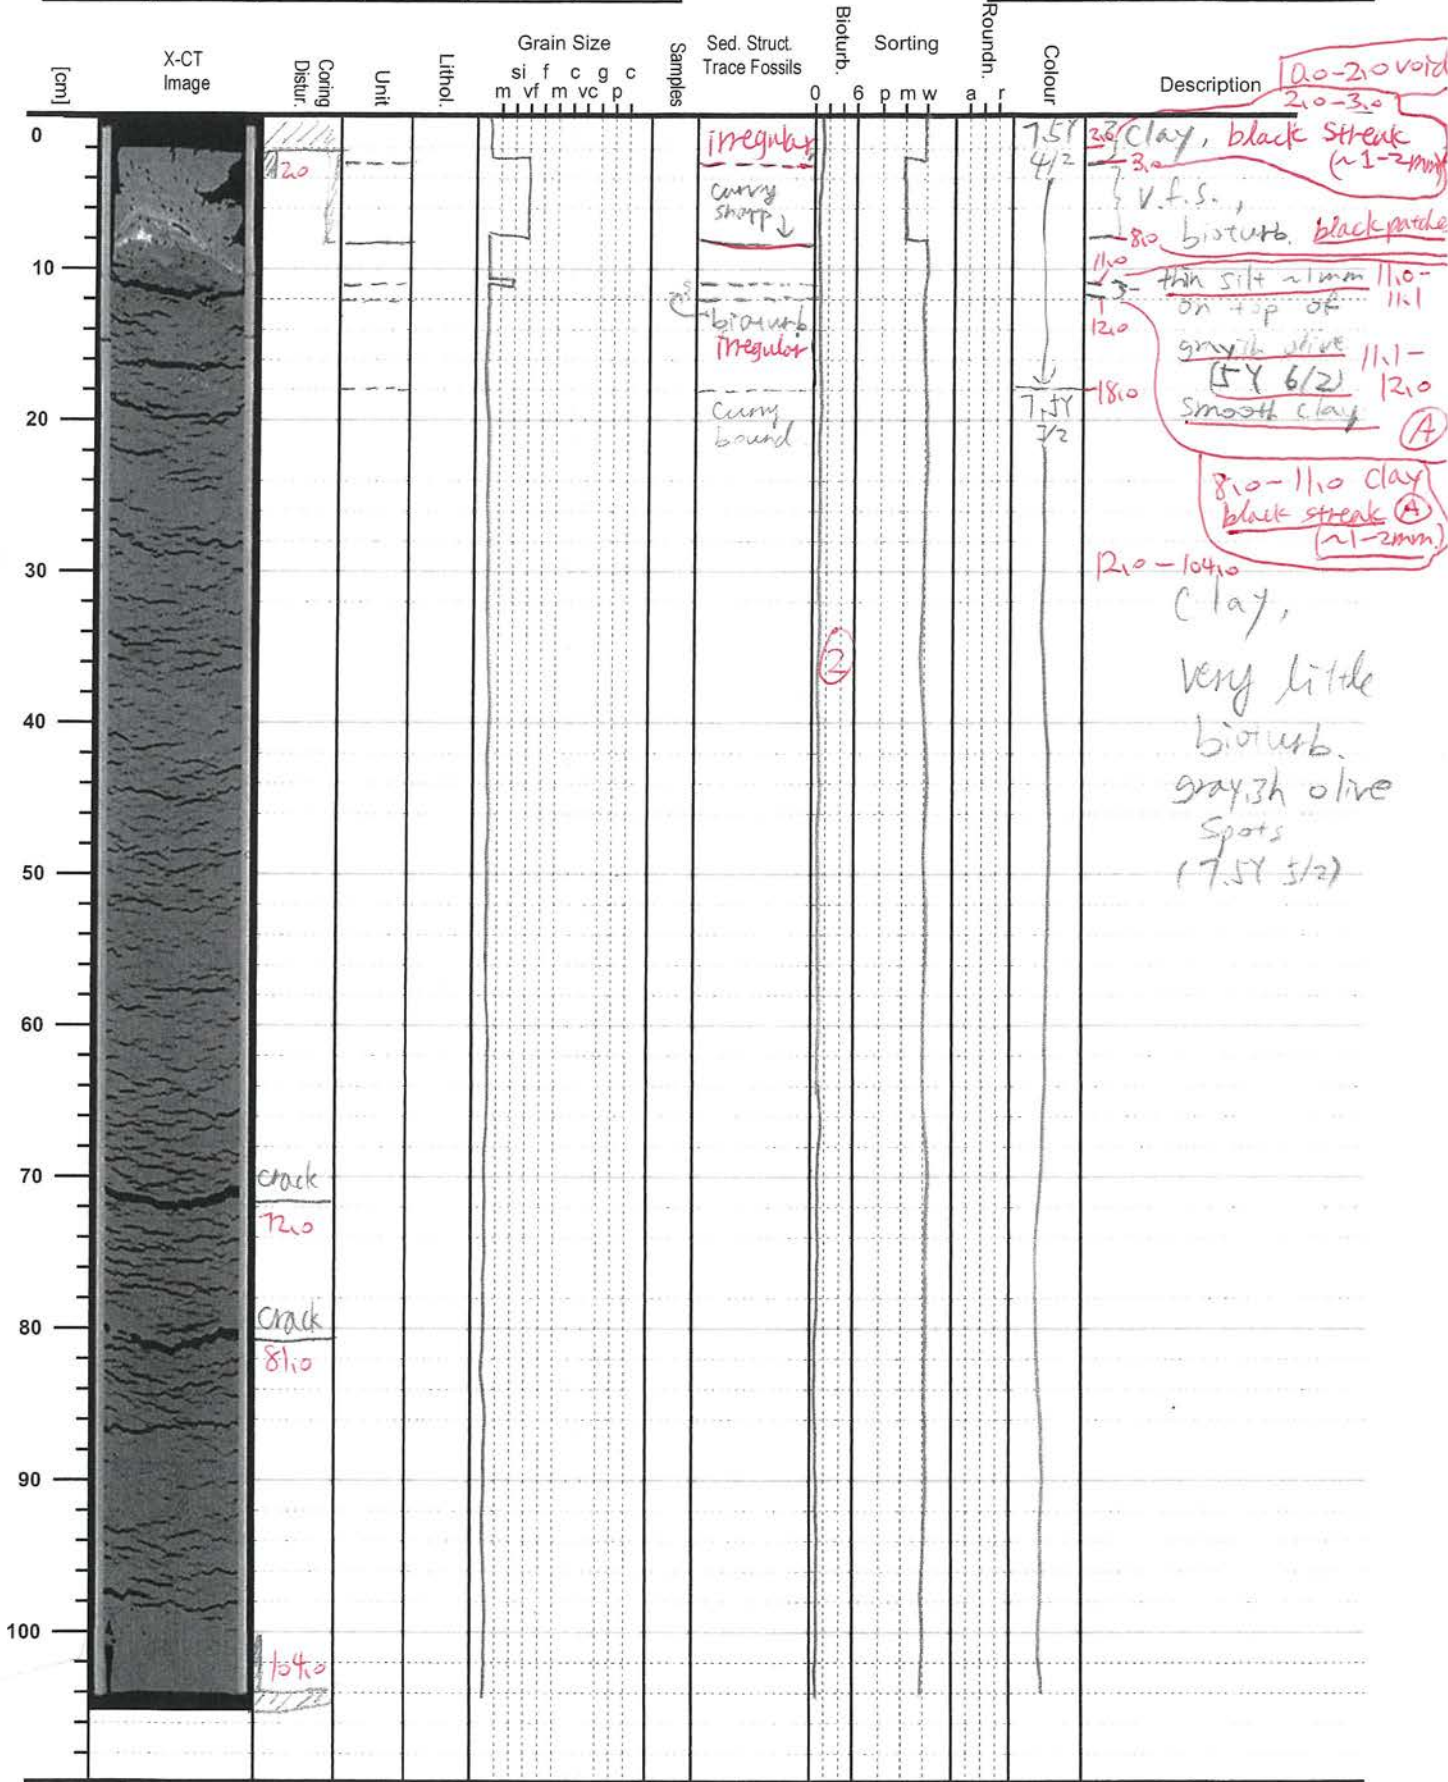 [cm]
X-CT
Image
Coring
Distur.
Unit
Lithol.
Grain Size
si f c g c
m vf m vc p
Samples
Sed. Struct.
Trace Fossils
Bioturb.
0 6
Sorting
p m w
Roundn.
a r
Colour
Description
0.0-2.0 void
2.0-3.0
Clay, black streak
(~1-2mm)
2.0
3.0
v.f.s.,
8.0
bioturb. black patches
11.0
thin silt ~1mm 11.0-
11.1
on top of
12.0
grayish olive 11.1-
(5Y 6/2) 12.0
smooth clay
A
18.0
8.0-11.0 clay
black streak A
(~1-2mm)
12.0-104.0
Clay,
very little
bioturb.
grayish olive
spots
(7.5Y 5/2)
7.5Y
4/2
7.5Y
irregular
curvy
sharp
bioturb
irregular
curvy
bound
2
2.0
crack
72.0
crack
81.0
104.0
0
10
20
30
40
50
60
70
80
90
100